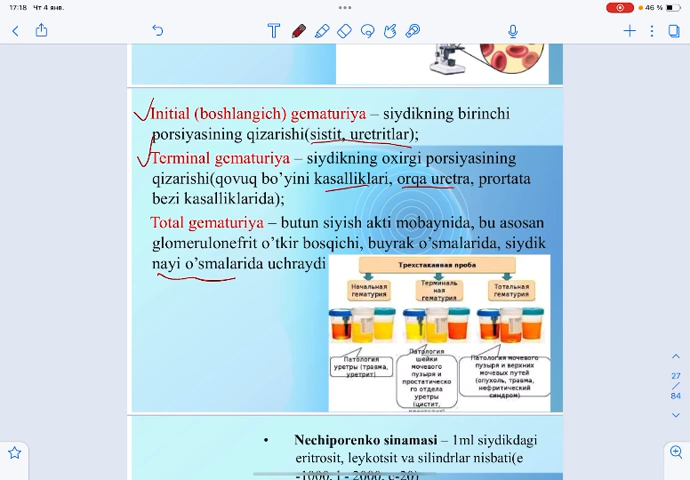 17:18 Чт 4 янв.
46 %
Initial (boshlangich) gematuriya – siydikning birinchi
porsiyasining qizarishi(sistit, uretritlar);
Terminal gematuriya – siydikning oxirgi porsiyasining
qizarishi(qovuq bo’yini kasalliklari, orqa uretra, prortata
bezi kasalliklarida);
Total gematuriya – butun siyish akti mobaynida, bu asosan
glomerulonefrit o’tkir bosqichi, buyrak o’smalarida, siydik
nayi o’smalarida uchraydi
Трехстаканная проба
Начальная
гематурия
Терминаль
ная
гематурия
Тотальная
гематурия
Патология
уретры (травма,
уретрит)
Патология
шейки
мочевого
пузыря и
простатическо
го отдела
уретры
(цистит,
Патология мочевого
пузыря и верхних
мочевых путей
(опухоль, травма,
нефритический
синдром)
27
/
84
• Nechiporenko sinamasi – 1ml siydikdagi
eritrosit, leykotsit va silindrlar nisbati(e
-1000, l - 2000, c-20)